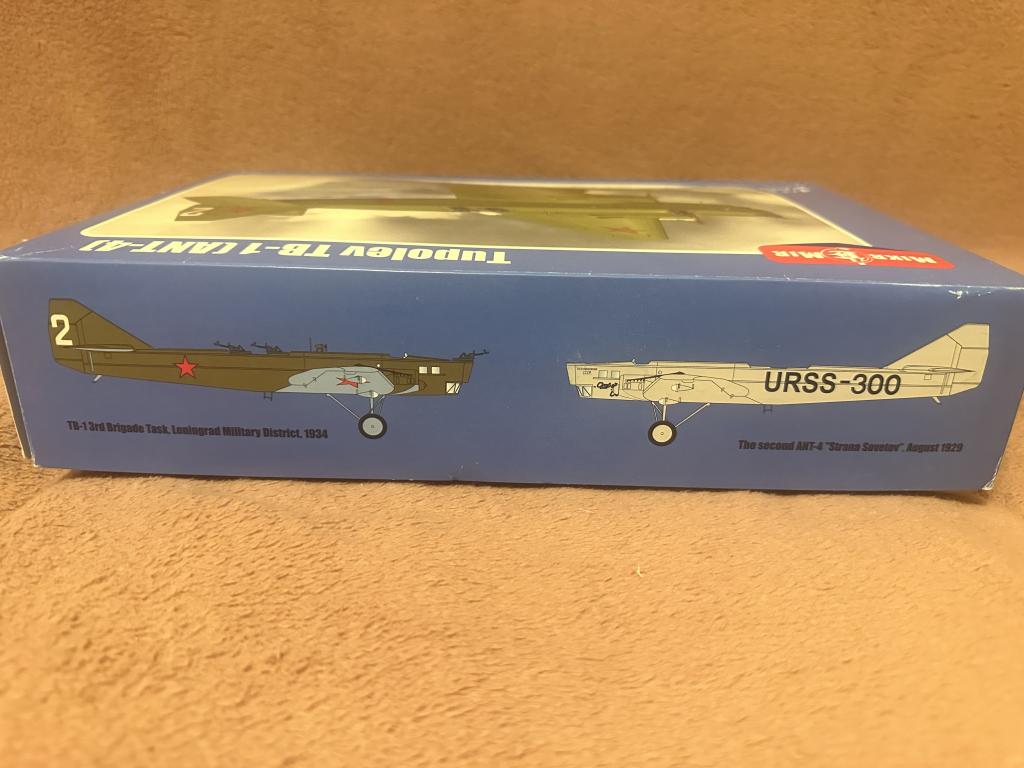 Tupolev TB-1 (ANT-4)
MIKRO MIR
2
2
URSS-300
TB-1 3rd Brigade Task, Leningrad Military District, 1934
The second ANT-4 "Strana Sovetov", August 1929